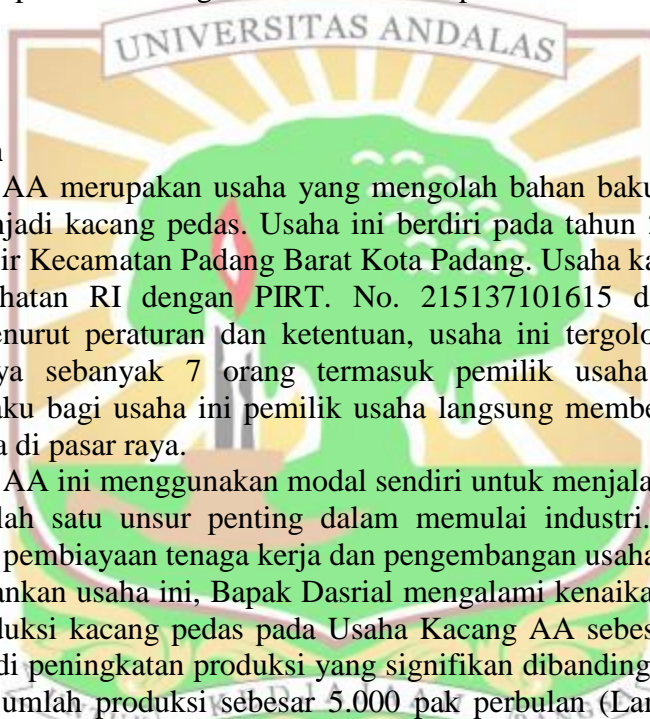 UNIVERSITAS ANDALAS
AA merupakan usaha yang mengolah bahan baku
njadi kacang pedas. Usaha ini berdiri pada tahun
ir Kecamatan Padang Barat Kota Padang. Usaha ka
hatan RI dengan PIRT. No. 215137101615 d
enurut peraturan dan ketentuan, usaha ini tergolo
ya sebanyak 7 orang termasuk pemilik usaha
aku bagi usaha ini pemilik usaha langsung membe
a di pasar raya.
AA ini menggunakan modal sendiri untuk menjala
lah satu unsur penting dalam memulai industri.
pembiayaan tenaga kerja dan pengembangan usaha
ankan usaha ini, Bapak Dasrial mengalami kenaika
duksi kacang pedas pada Usaha Kacang AA sebes
di peningkatan produksi yang signifikan dibanding
umlah produksi sebesar 5.000 pak perbulan (Lan